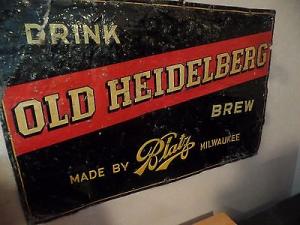 DRINK
OLD HEIDELBERG
BREW
MADE BY Blatz MILWAUKEE